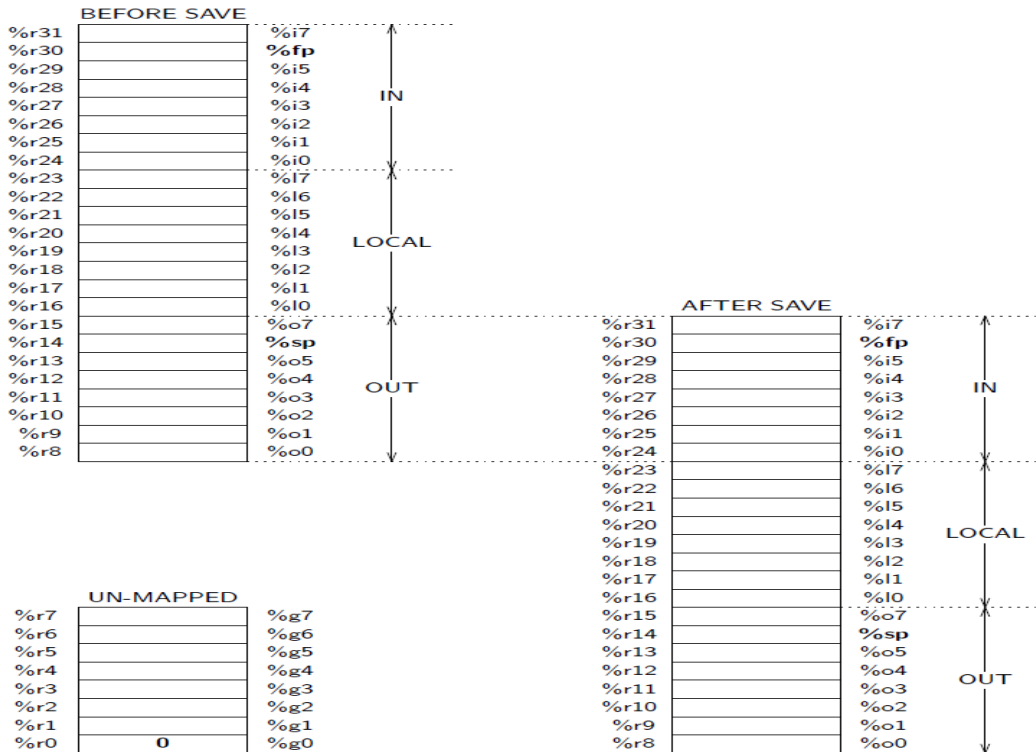 BEFORE SAVE
%r31 %i7
%r30 %fp
%r29 %i5
%r28 %i4
IN
%r27 %i3
%r26 %i2
%r25 %i1
%r24 %i0
%r23 %l7
%r22 %l6
%r21 %l5
%r20 %l4
LOCAL
%r19 %l3
%r18 %l2
%r17 %l1
%r16 %l0
AFTER SAVE
%r15 %o7 %r31 %i7
%r14 %sp %r30 %fp
%r13 %o5 %r29 %i5
%r12 %o4 %r28 %i4
OUT IN
%r11 %o3 %r27 %i3
%r10 %o2 %r26 %i2
%r9 %o1 %r25 %i1
%r8 %o0 %r24 %i0
%r23 %l7
%r22 %l6
%r21 %l5
%r20 %l4
LOCAL
%r19 %l3
%r18 %l2
%r17 %l1
UN-MAPPED %r16 %l0
%r7 %g7 %r15 %o7
%r6 %g6 %r14 %sp
%r5 %g5 %r13 %o5
%r4 %g4 %r12 %o4
OUT
%r3 %g3 %r11 %o3
%r2 %g2 %r10 %o2
%r1 %g1 %r9 %o1
%r0 0 %g0 %r8 %o0